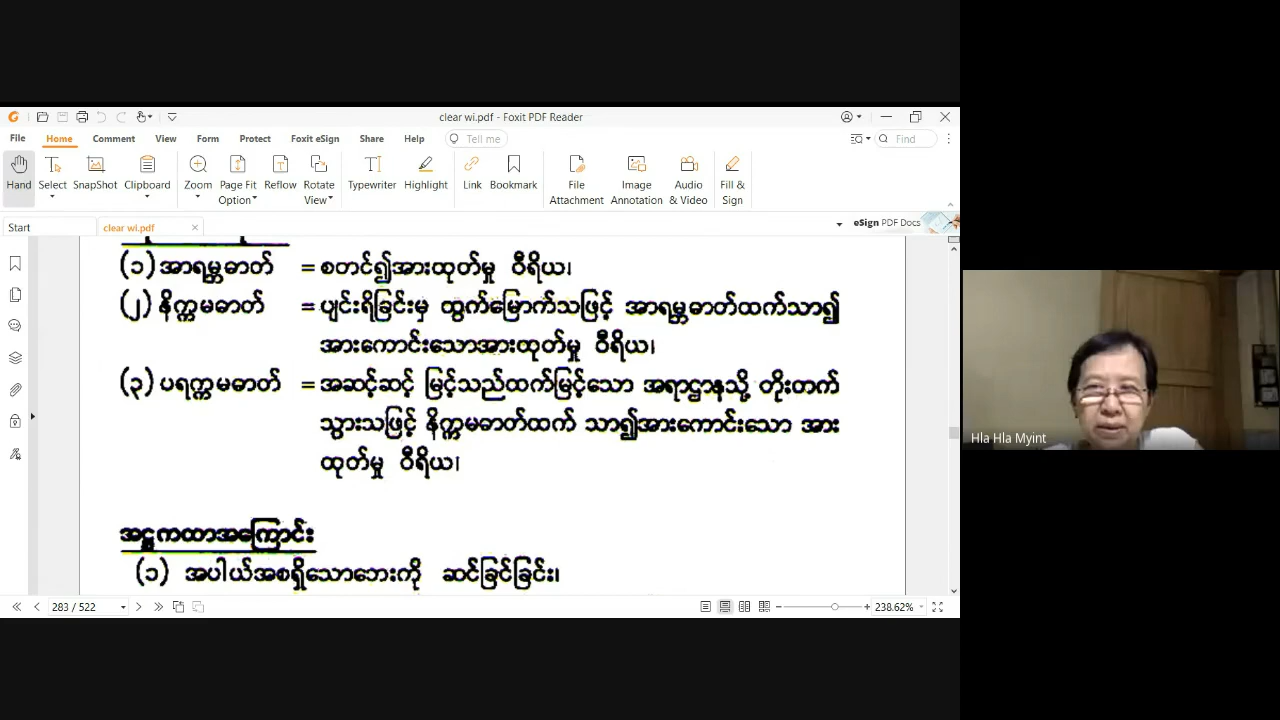 clear wi.pdf - Foxit PDF Reader
File Home Comment View Form Protect Foxit eSign Share Help Tell me Find
Hand Select SnapShot Clipboard Zoom Page Fit Option Reflow Rotate View Typewriter Highlight Link Bookmark File Attachment Image Annotation Audio & Video Fill & Sign
Start clear wi.pdf eSign PDF Docs
(၁) အာရမ္ဘဓာတ် = စတင်၍အားထုတ်မှု ဝီရိယ၊
(၂) နိက္ကမဓာတ် = ပျင်းရိခြင်းမှ ထွက်မြောက်သဖြင့် အာရမ္ဘဓာတ်ထက်သာ၍
အားကောင်းသောအားထုတ်မှု ဝီရိယ၊
(၃) ပရက္ကမဓာတ် = အဆင့်ဆင့် မြင့်သည်ထက်မြင့်သော အရာဌာနသို့ တိုးတက်
သွားသဖြင့် နိက္ကမဓာတ်ထက် သာ၍အားကောင်းသော အား
ထုတ်မှု ဝီရိယ၊
အဋ္ဌကထာအကြောင်း
(၁) အပါယ်အစရှိသောဘေးကို ဆင်ခြင်ခြင်း၊
283 / 522 238.62%
Hla Hla Myint